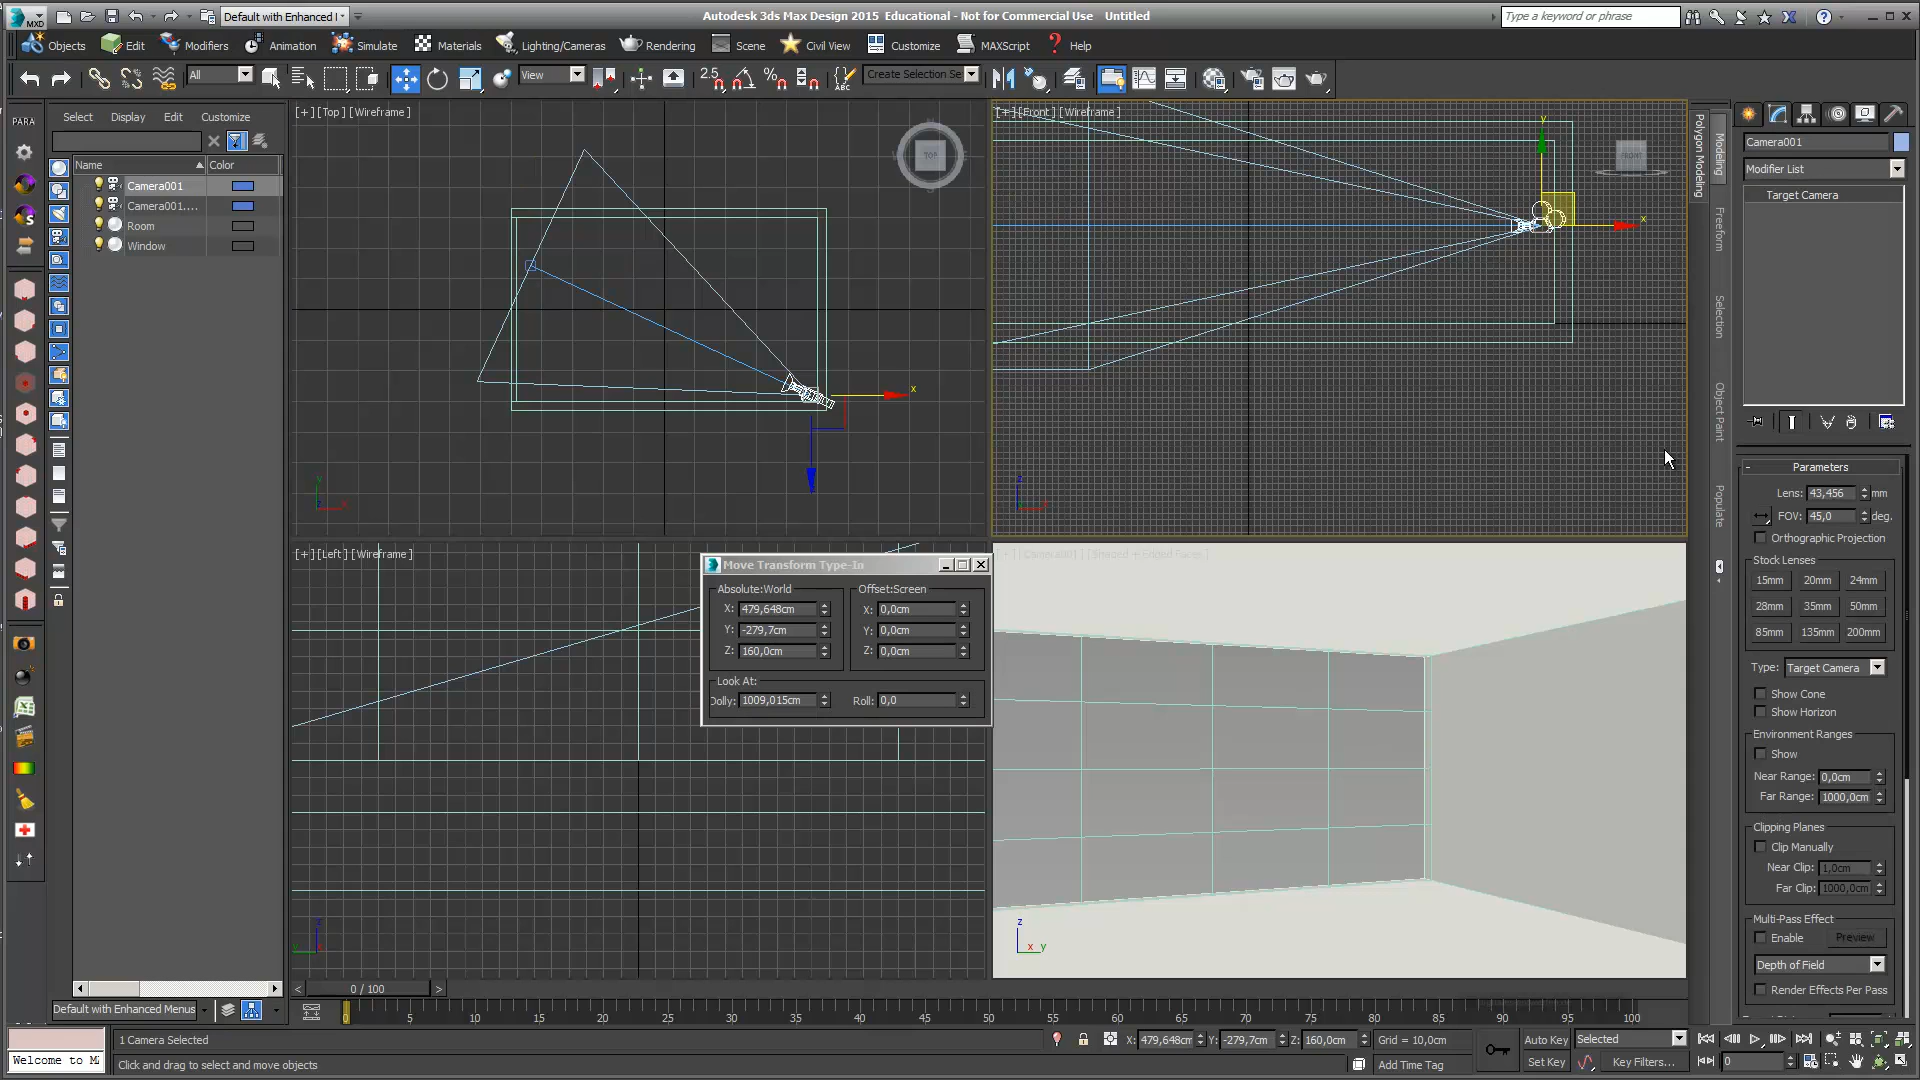 MXD
Default with Enhanced
Autodesk 3ds Max Design 2015 Educational - Not for Commercial Use Untitled
Type a keyword or phrase
Objects Edit Modifiers Animation Simulate Materials Lighting/Cameras Rendering Scene Civil View Customize MAXScript Help
All View 2.5 ABC Create Selection Se
PARA Select Display Edit Customize
[+][Top][Wireframe]
[+][Front][Wireframe]
Name Color
Camera001
Camera001....
Room
Window
TOP
FRONT
Polygon Modeling
Modeling
Freeform
Selection
Object Paint
Populate
Camera001
Modifier List
Target Camera
Parameters
Lens: 43,456 mm
FOV: 45,0 deg.
Orthographic Projection
Stock Lenses
15mm 20mm 24mm
28mm 35mm 50mm
85mm 135mm 200mm
Type: Target Camera
Show Cone
Show Horizon
Environment Ranges
Show
Near Range: 0,0cm
Far Range: 1000,0cm
Clipping Planes
Clip Manually
Near Clip: 1,0cm
Far Clip: 1000,0cm
Multi-Pass Effect
Enable Preview
Depth of Field
Render Effects Per Pass
[+][Left][Wireframe]
Move Transform Type-In
Absolute:World Offset:Screen
X: 479,648cm X: 0,0cm
Y: -279,7cm Y: 0,0cm
Z: 160,0cm Z: 0,0cm
Look At:
Dolly: 1009,015cm Roll: 0,0
x y
x y
z x y
< 0 / 100 >
Default with Enhanced Menus
5 10 15 20 25 30 35 40 45 50 55 60 65 70 75 80 85 90 95 100
1 Camera Selected
X: 479,648cm Y: -279,7cm Z: 160,0cm Grid = 10,0cm Auto Key Selected
Welcome to M
Click and drag to select and move objects
Add Time Tag Set Key Key Filters... 0